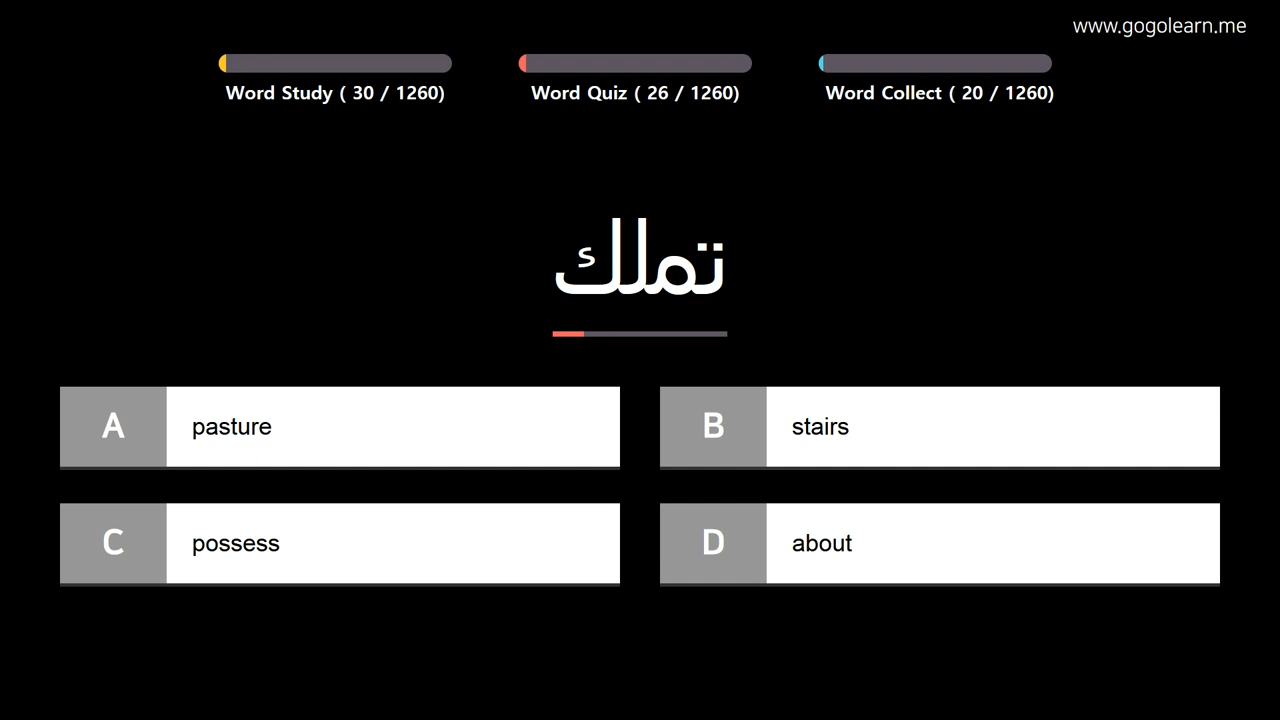 www.gogolearn.me
Word Study ( 30 / 1260)
Word Quiz ( 26 / 1260)
Word Collect ( 20 / 1260)
تملك
A pasture
B stairs
C possess
D about